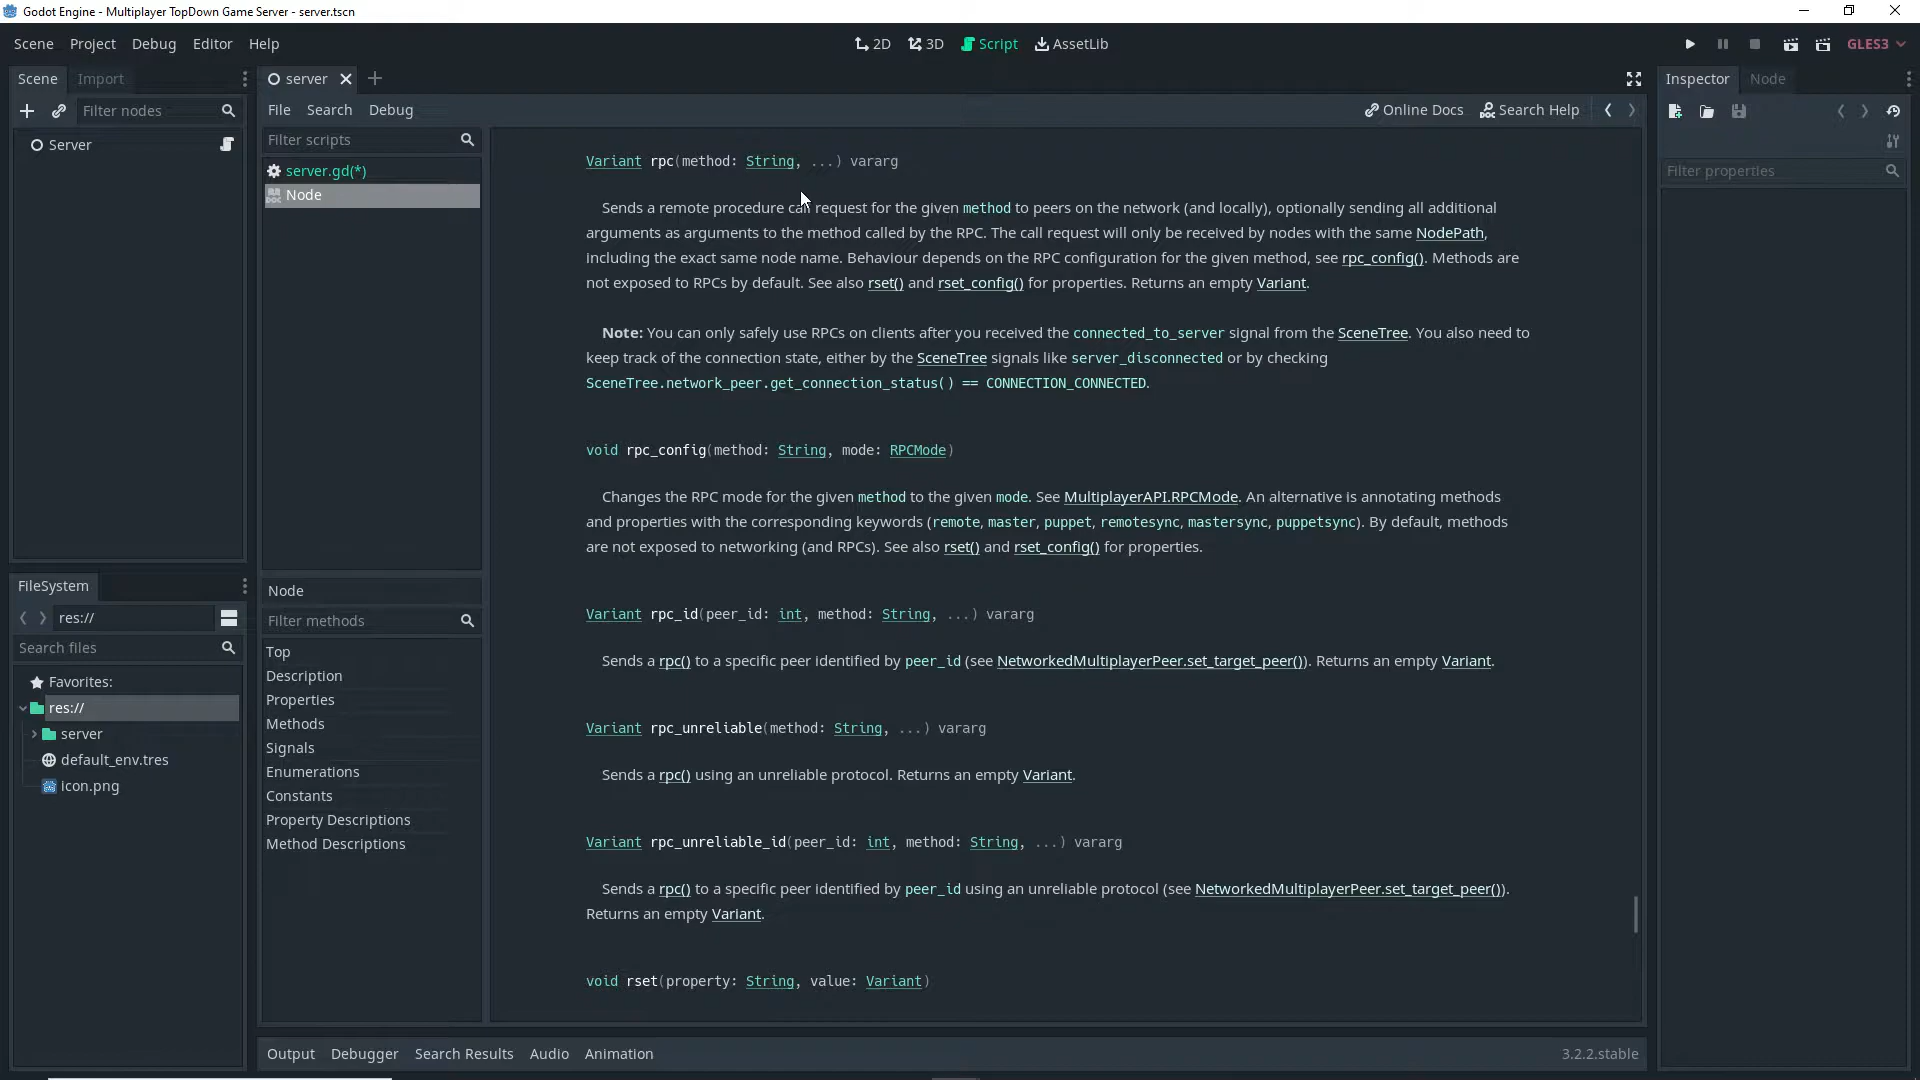 Godot Engine - Multiplayer TopDown Game Server - server.tscn
Scene Project Debug Editor Help
2D 3D Script AssetLib
GLES3
Scene Import
Filter nodes
Server
server
File Search Debug
Online Docs Search Help
Filter scripts
server.gd(*)
Node
Node
Filter methods
Top
Description
Properties
Methods
Signals
Enumerations
Constants
Property Descriptions
Method Descriptions
Variant rpc(method: String, ...) vararg
Sends a remote procedure call request for the given method to peers on the network (and locally), optionally sending all additional
arguments as arguments to the method called by the RPC. The call request will only be received by nodes with the same NodePath,
including the exact same node name. Behaviour depends on the RPC configuration for the given method, see rpc_config(). Methods are
not exposed to RPCs by default. See also rset() and rset_config() for properties. Returns an empty Variant.
Note: You can only safely use RPCs on clients after you received the connected_to_server signal from the SceneTree. You also need to
keep track of the connection state, either by the SceneTree signals like server_disconnected or by checking
SceneTree.network_peer.get_connection_status() == CONNECTION_CONNECTED.
void rpc_config(method: String, mode: RPCMode)
Changes the RPC mode for the given method to the given mode. See MultiplayerAPI.RPCMode. An alternative is annotating methods
and properties with the corresponding keywords (remote, master, puppet, remotesync, mastersync, puppetsync). By default, methods
are not exposed to networking (and RPCs). See also rset() and rset_config() for properties.
Variant rpc_id(peer_id: int, method: String, ...) vararg
Sends a rpc() to a specific peer identified by peer_id (see NetworkedMultiplayerPeer.set_target_peer()). Returns an empty Variant.
Variant rpc_unreliable(method: String, ...) vararg
Sends a rpc() using an unreliable protocol. Returns an empty Variant.
Variant rpc_unreliable_id(peer_id: int, method: String, ...) vararg
Sends a rpc() to a specific peer identified by peer_id using an unreliable protocol (see NetworkedMultiplayerPeer.set_target_peer()).
Returns an empty Variant.
void rset(property: String, value: Variant)
FileSystem
res://
Search files
Favorites:
res://
server
default_env.tres
icon.png
Output Debugger Search Results Audio Animation
3.2.2.stable
Inspector Node
Filter properties